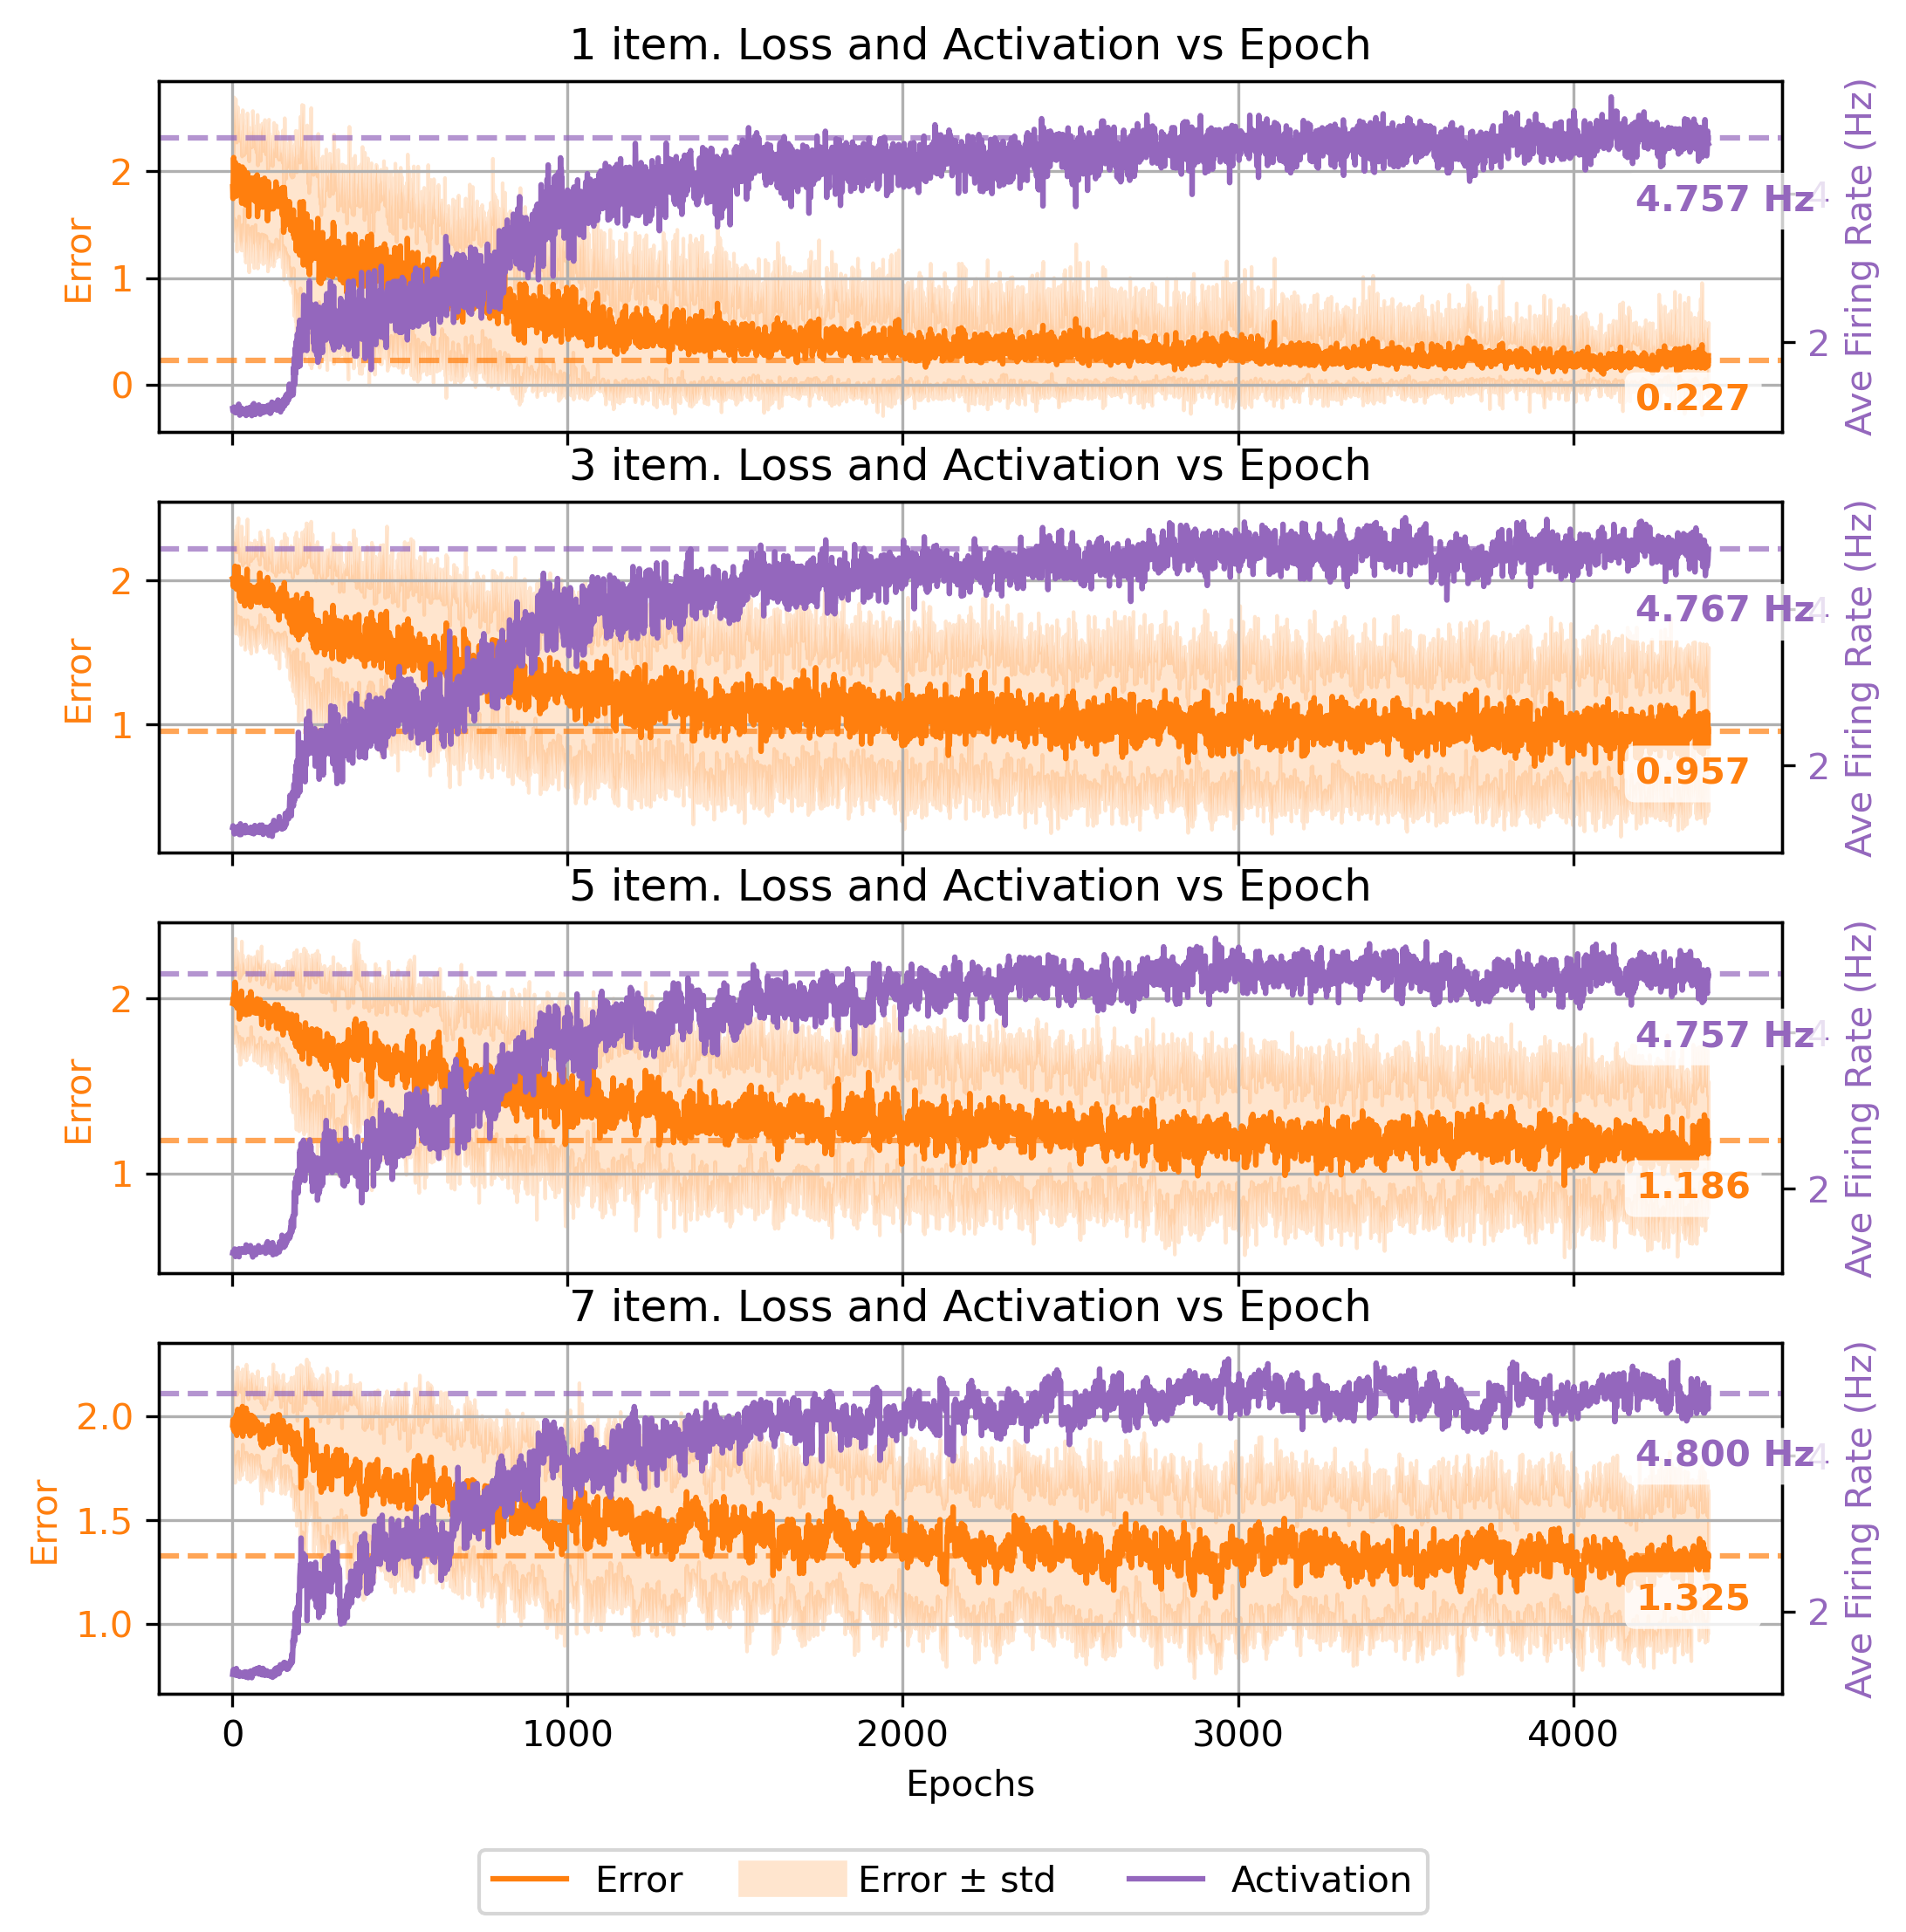 1 item. Loss and Activation vs Epoch
2
1
0
Error
4
2
Ave Firing Rate (Hz)
4.757 Hz
0.227
3 item. Loss and Activation vs Epoch
2
1
Error
4
2
Ave Firing Rate (Hz)
4.767 Hz
0.957
5 item. Loss and Activation vs Epoch
2
1
Error
4
2
Ave Firing Rate (Hz)
4.757 Hz
1.186
7 item. Loss and Activation vs Epoch
2.0
1.5
1.0
Error
4
2
Ave Firing Rate (Hz)
4.800 Hz
1.325
0 1000 2000 3000 4000
Epochs
Error Error ± std Activation